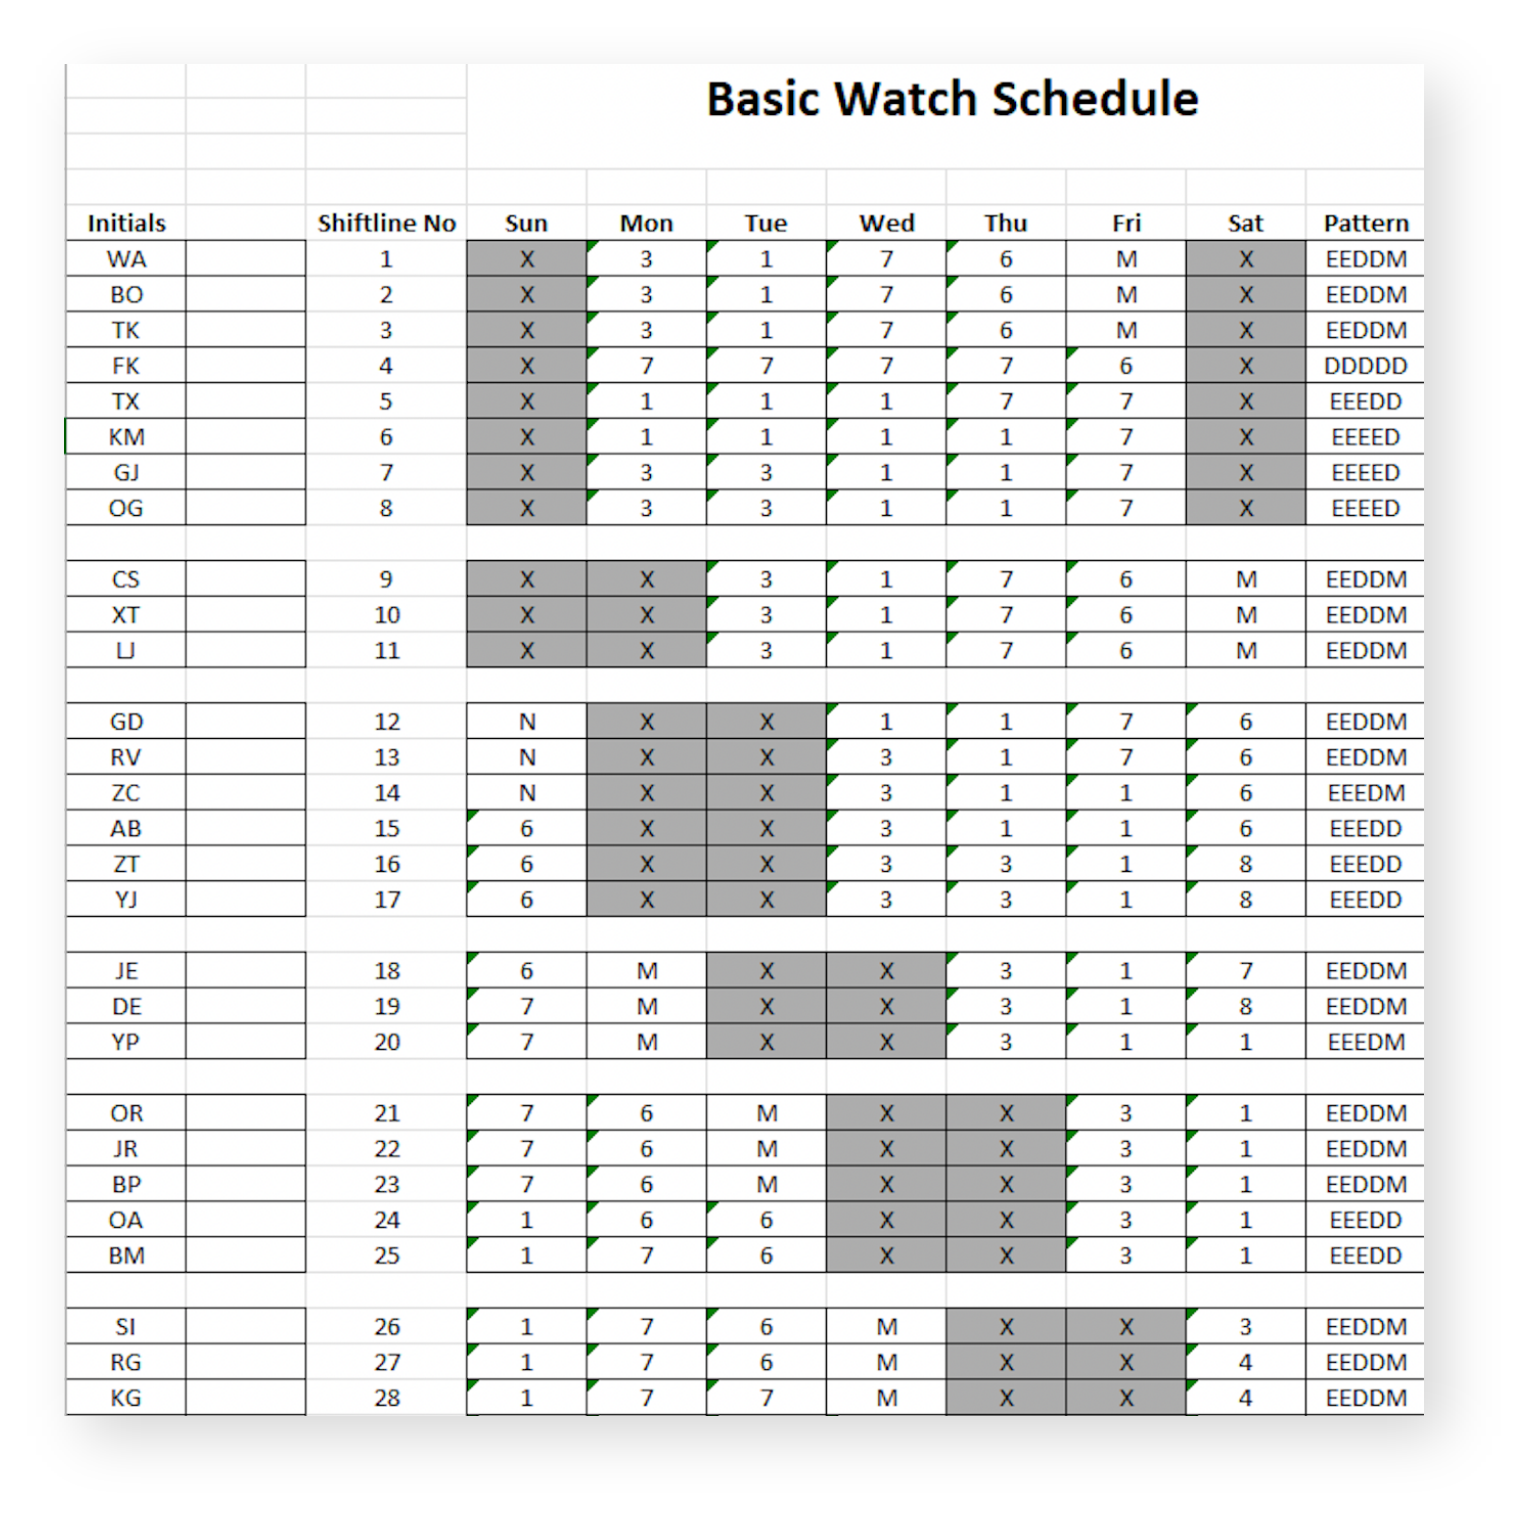 Basic Watch Schedule
Initials Shiftline No Sun Mon Tue Wed Thu Fri Sat Pattern
WA 1 X 3 1 7 6 M X EEDDM
BO 2 X 3 1 7 6 M X EEDDM
TK 3 X 3 1 7 6 M X EEDDM
FK 4 X 7 7 7 7 6 X DDDDD
TX 5 X 1 1 1 7 7 X EEEDD
KM 6 X 1 1 1 1 7 X EEEED
GJ 7 X 3 3 1 1 7 X EEEED
OG 8 X 3 3 1 1 7 X EEEED
CS 9 X X 3 1 7 6 M EEDDM
XT 10 X X 3 1 7 6 M EEDDM
LJ 11 X X 3 1 7 6 M EEDDM
GD 12 N X X 1 1 7 6 EEDDM
RV 13 N X X 3 1 7 6 EEDDM
ZC 14 N X X 3 1 1 6 EEEDM
AB 15 6 X X 3 1 1 6 EEEDD
ZT 16 6 X X 3 3 1 8 EEEDD
YJ 17 6 X X 3 3 1 8 EEEDD
JE 18 6 M X X 3 1 7 EEDDM
DE 19 7 M X X 3 1 8 EEDDM
YP 20 7 M X X 3 1 1 EEEDM
OR 21 7 6 M X X 3 1 EEDDM
JR 22 7 6 M X X 3 1 EEDDM
BP 23 7 6 M X X 3 1 EEDDM
OA 24 1 6 6 X X 3 1 EEEDD
BM 25 1 7 6 X X 3 1 EEEDD
SI 26 1 7 6 M X X 3 EEDDM
RG 27 1 7 6 M X X 4 EEDDM
KG 28 1 7 7 M X X 4 EEDDM